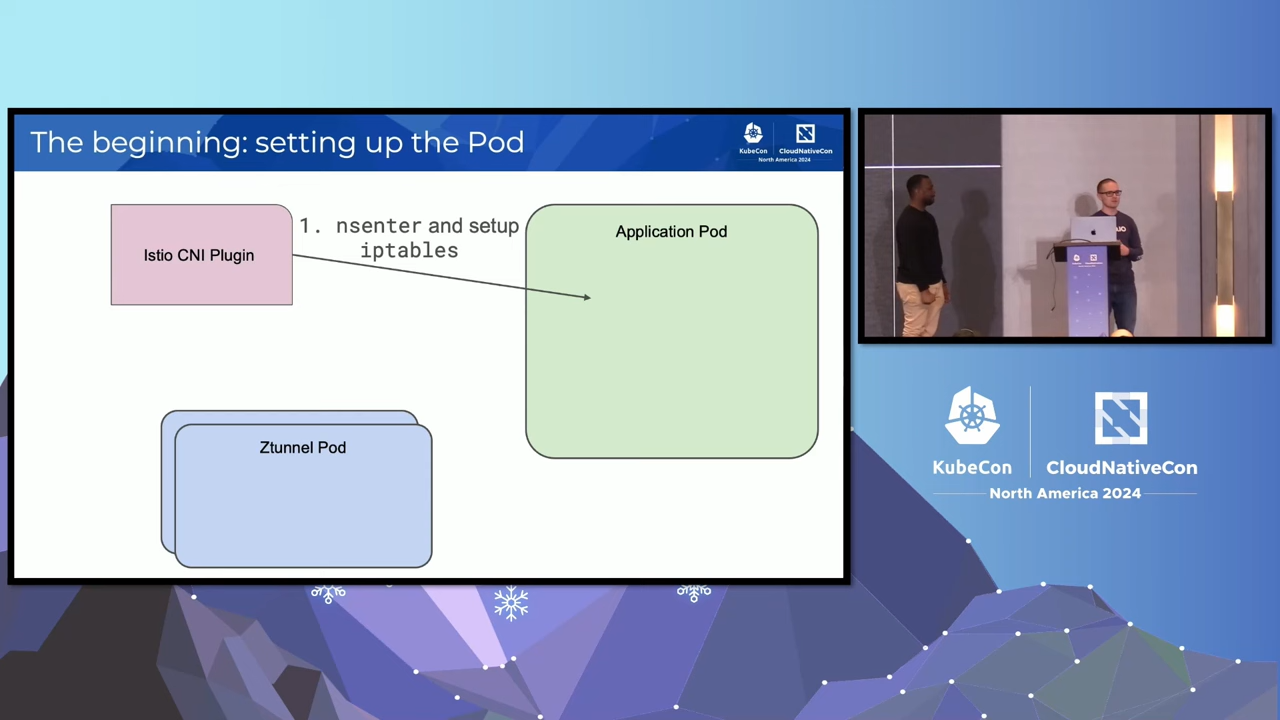 The beginning: setting up the Pod
KubeCon
CloudNativeCon
North America 2024
Istio CNI Plugin
1. nsenter and setup
iptables
Application Pod
Ztunnel Pod
KubeCon
CloudNativeCon
North America 2024